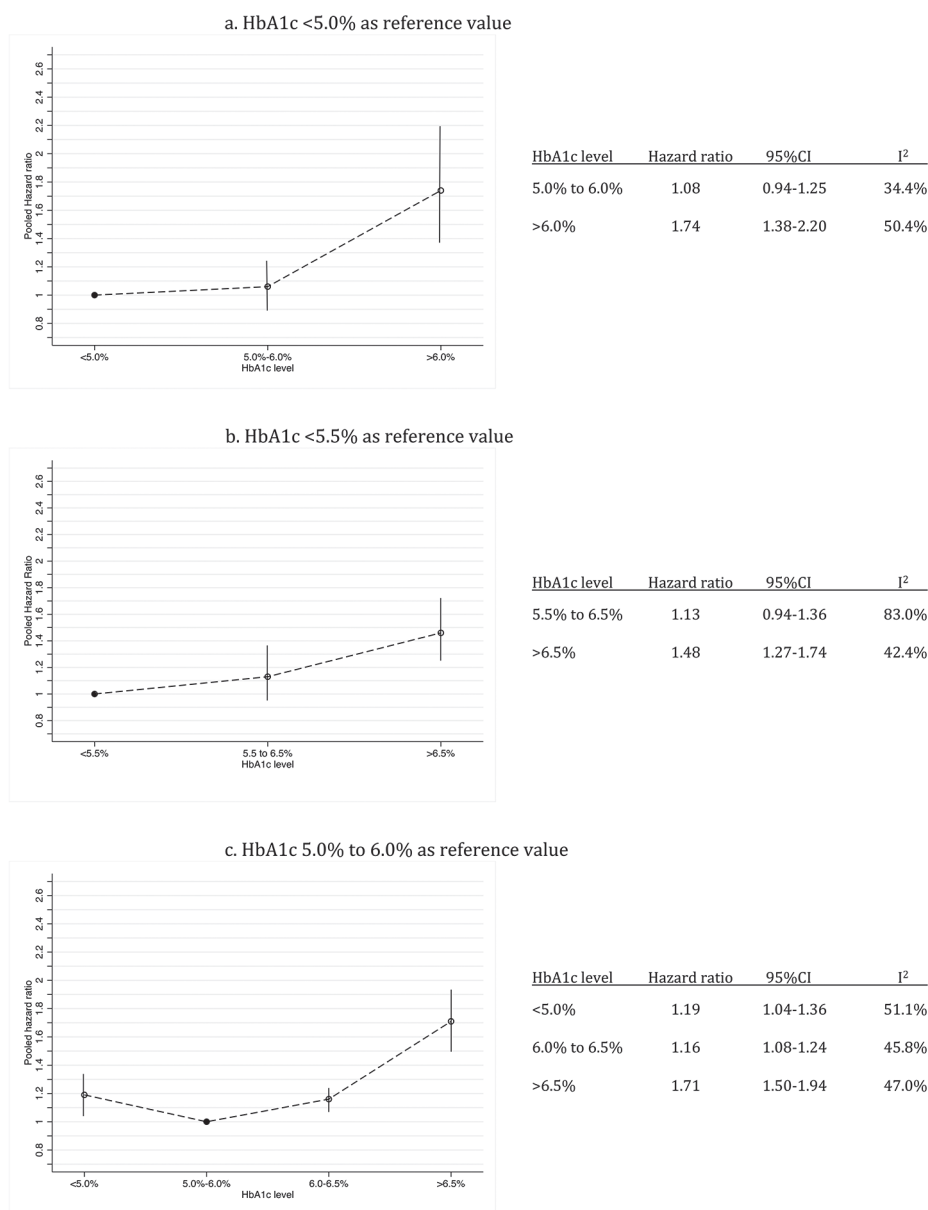 a. HbA1c <5.0% as reference value
Pooled Hazard ratio
2.6
2.4
2.2
2
1.8
1.6
1.4
1.2
1
0.8
<5.0% 5.0%-6.0% >6.0%
HbA1c level
HbA1c level Hazard ratio 95%CI I²
5.0% to 6.0% 1.08 0.94-1.25 34.4%
>6.0% 1.74 1.38-2.20 50.4%
b. HbA1c <5.5% as reference value
Pooled Hazard Ratio
2.6
2.4
2.2
2
1.8
1.6
1.4
1.2
1
0.8
<5.5% 5.5 to 6.5% >6.5%
HbA1c level
HbA1c level Hazard ratio 95%CI I²
5.5% to 6.5% 1.13 0.94-1.36 83.0%
>6.5% 1.48 1.27-1.74 42.4%
c. HbA1c 5.0% to 6.0% as reference value
Pooled hazard ratio
2.6
2.4
2.2
2
1.8
1.6
1.4
1.2
1
0.8
<5.0% 5.0%-6.0% 6.0-6.5% >6.5%
HbA1c level
HbA1c level Hazard ratio 95%CI I²
<5.0% 1.19 1.04-1.36 51.1%
6.0% to 6.5% 1.16 1.08-1.24 45.8%
>6.5% 1.71 1.50-1.94 47.0%